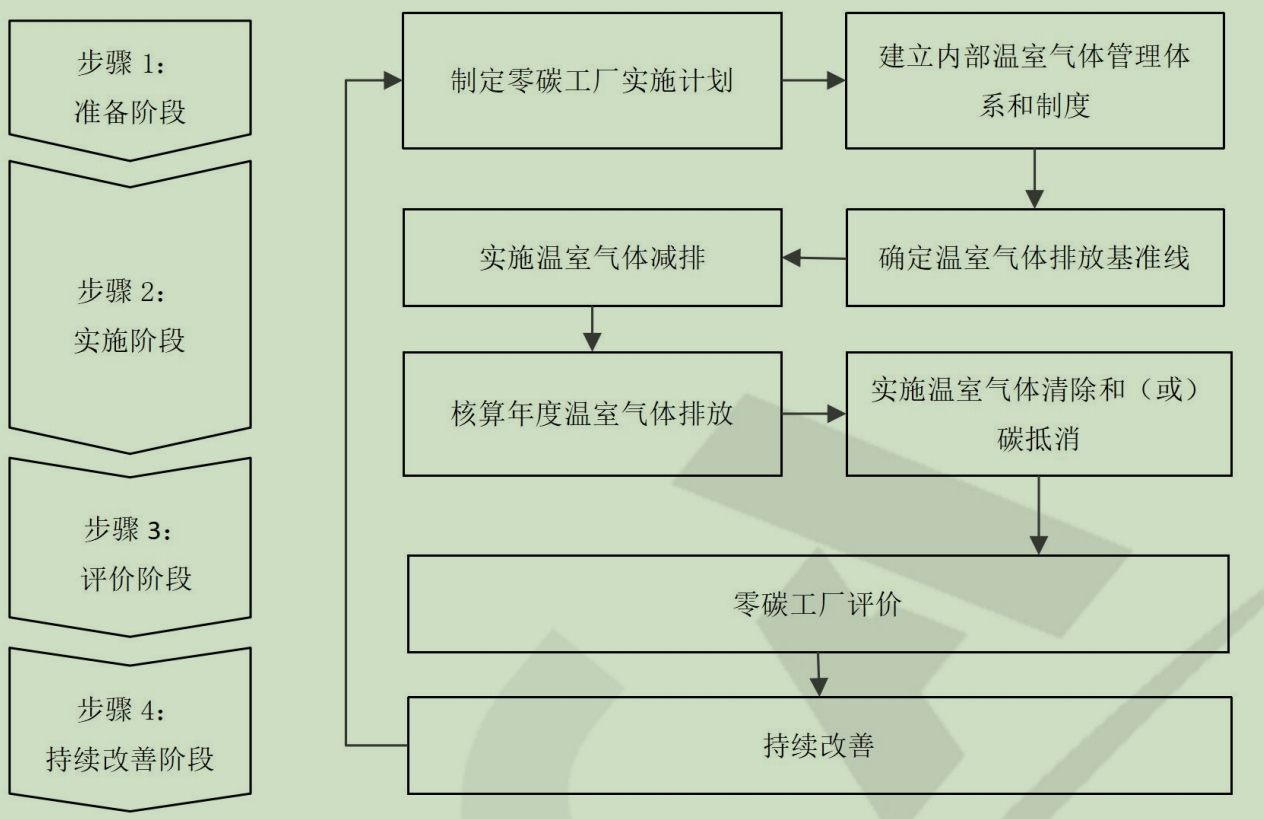 步骤 1：
准备阶段
制定零碳工厂实施计划
建立内部温室气体管理体
系和制度
步骤 2：
实施阶段
实施温室气体减排
确定温室气体排放基准线
核算年度温室气体排放
实施温室气体清除和（或）
碳抵消
步骤 3：
评价阶段
零碳工厂评价
步骤 4：
持续改善阶段
持续改善